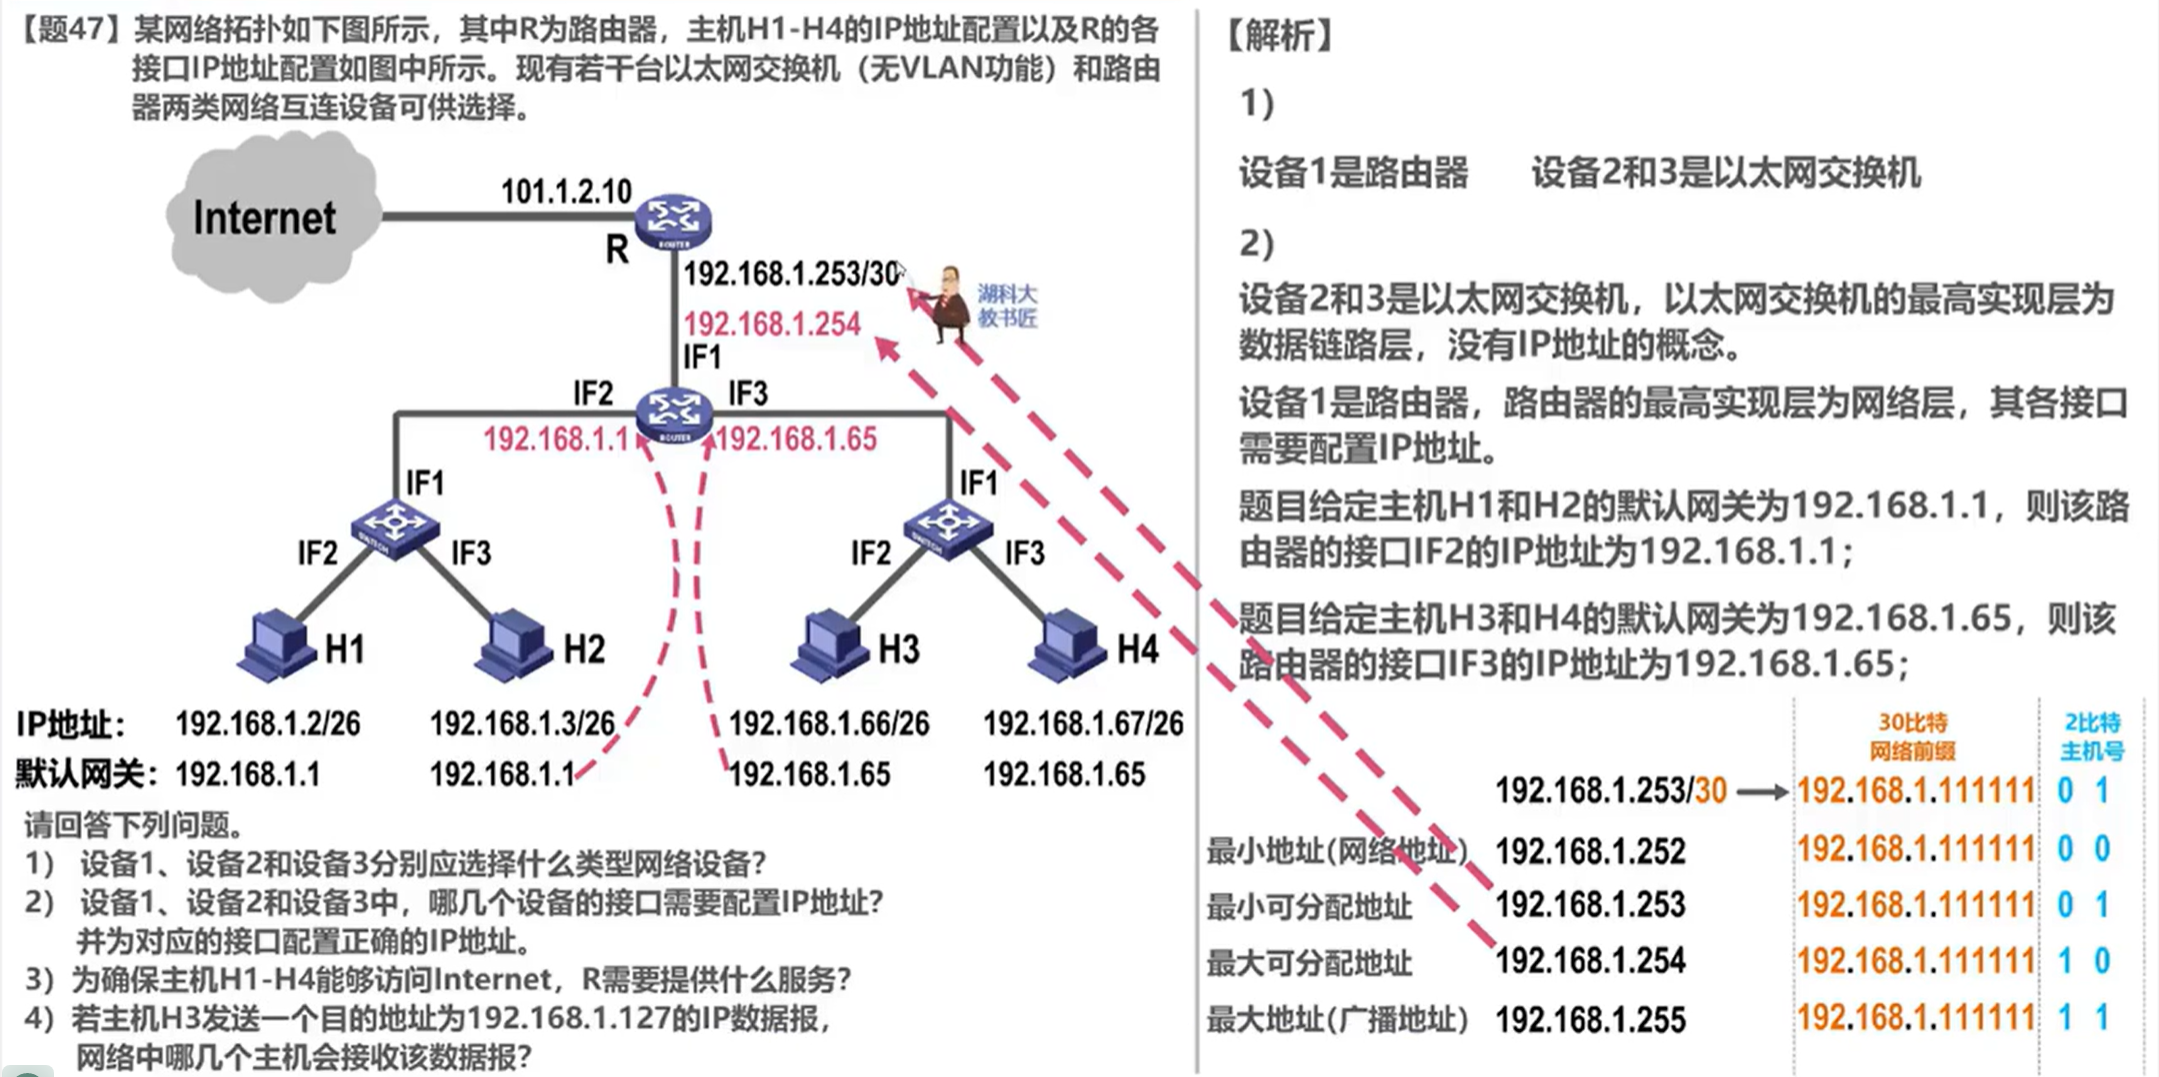 【题47】某网络拓扑如下图所示，其中R为路由器，主机H1-H4的IP地址配置以及R的各
接口IP地址配置如图中所示。现有若干台以太网交换机（无VLAN功能）和路由
器两类网络互连设备可供选择。
Internet
101.1.2.10
R
ROUTER
192.168.1.253/30
192.168.1.254
湖科大
教书匠
IF1
IF2
IF3
192.168.1.1
ROUTER
192.168.1.65
IF1
SWITCH
IF2
IF3
IF1
SWITCH
IF2
IF3
H1
H2
H3
H4
IP地址：
192.168.1.2/26
192.168.1.3/26
192.168.1.66/26
192.168.1.67/26
默认网关：
192.168.1.1
192.168.1.1
192.168.1.65
192.168.1.65
请回答下列问题。
1） 设备1、设备2和设备3分别应选择什么类型网络设备？
2） 设备1、设备2和设备3中，哪几个设备的接口需要配置IP地址？
并为对应的接口配置正确的IP地址。
3）为确保主机H1-H4能够访问Internet，R需要提供什么服务？
4）若主机H3发送一个目的地址为192.168.1.127的IP数据报，
网络中哪几个主机会接收该数据报？
【解析】
1）
设备1是路由器 设备2和3是以太网交换机
2）
设备2和3是以太网交换机，以太网交换机的最高实现层为
数据链路层，没有IP地址的概念。
设备1是路由器，路由器的最高实现层为网络层，其各接口
需要配置IP地址。
题目给定主机H1和H2的默认网关为192.168.1.1，则该路
由器的接口IF2的IP地址为192.168.1.1；
题目给定主机H3和H4的默认网关为192.168.1.65，则该
路由器的接口IF3的IP地址为192.168.1.65；
30比特
网络前缀
2比特
主机号
192.168.1.253/30
192.168.1.111111 0 1
最小地址(网络地址) 192.168.1.252 192.168.1.111111 0 0
最小可分配地址 192.168.1.253 192.168.1.111111 0 1
最大可分配地址 192.168.1.254 192.168.1.111111 1 0
最大地址(广播地址) 192.168.1.255 192.168.1.111111 1 1